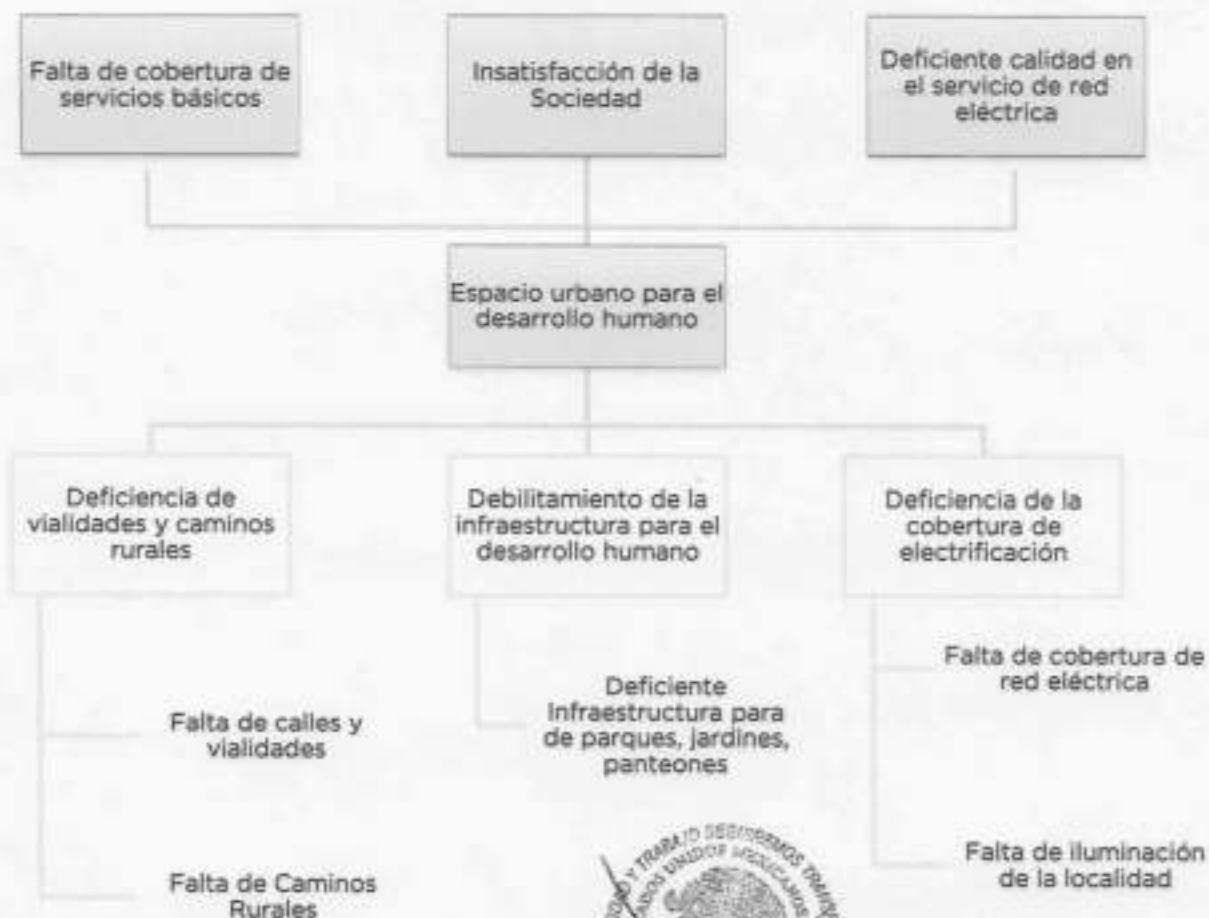 Falta de cobertura de
servicios básicos
Insatisfacción de la
Sociedad
Deficiente calidad en
el servicio de red
eléctrica
Espacio urbano para el
desarrollo humano
Deficiencia de
vialidades y caminos
rurales
Debilitamiento de la
infraestructura para el
desarrollo humano
Deficiencia de la
cobertura de
electrificación
Falta de calles y
vialidades
Falta de Caminos
Rurales
Deficiente
Infraestructura para
de parques, jardines,
panteones
Falta de cobertura de
red eléctrica
Falta de iluminación
de la localidad
Y TRABAJO
UNIDOS MEXICANOS